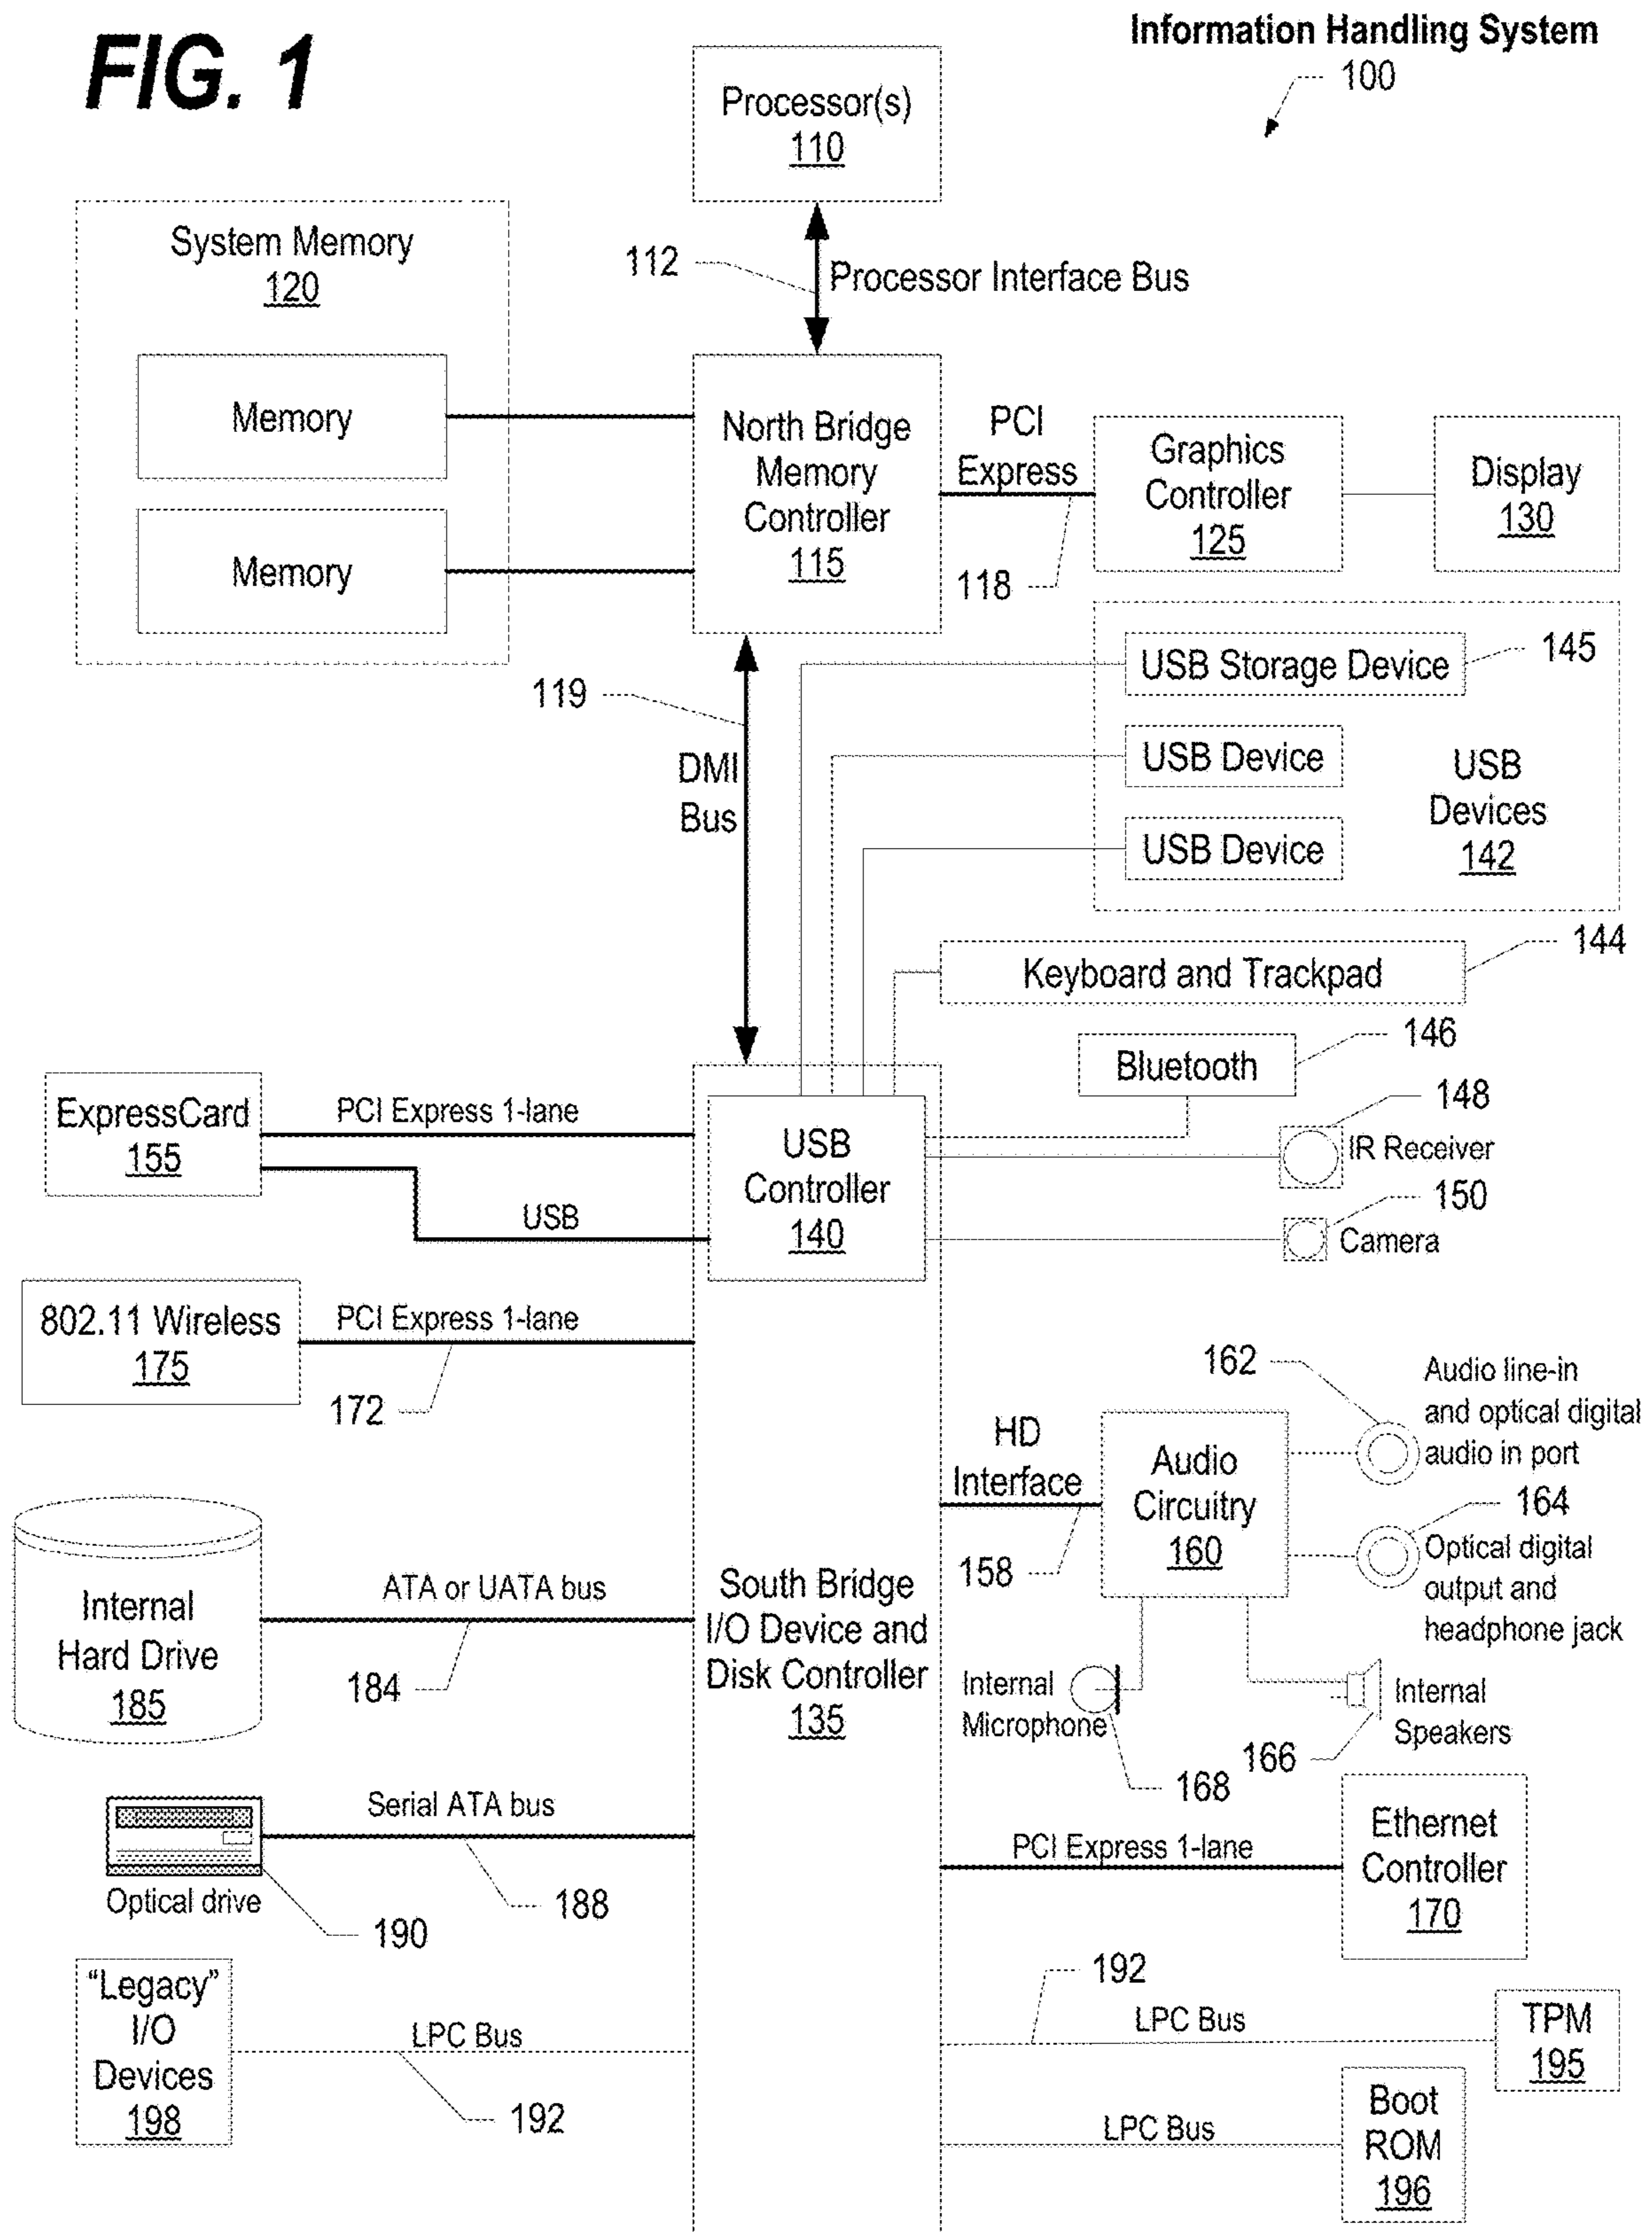 FIG. 1
Information Handling System
100
Processor(s)
110
System Memory
120
112
Processor Interface Bus
Memory
Memory
North Bridge
Memory
Controller
115
PCI
Express
118
Graphics
Controller
125
Display
130
119
DMI
Bus
USB Storage Device
145
USB Device
USB Device
USB
Devices
142
144
Keyboard and Trackpad
146
Bluetooth
148
IR Receiver
150
Camera
ExpressCard
155
PCI Express 1-lane
USB
USB
Controller
140
802.11 Wireless
175
PCI Express 1-lane
172
162
Audio line-in
and optical digital
audio in port
HD
Interface
158
Audio
Circuitry
160
164
Optical digital
output and
headphone jack
Internal
Hard Drive
185
ATA or UATA bus
184
South Bridge
I/O Device and
Disk Controller
135
Internal
Microphone
168
166
Internal
Speakers
Serial ATA bus
188
Optical drive
190
PCI Express 1-lane
Ethernet
Controller
170
“Legacy”
I/O
Devices
198
LPC Bus
192
192
LPC Bus
TPM
195
LPC Bus
Boot
ROM
196